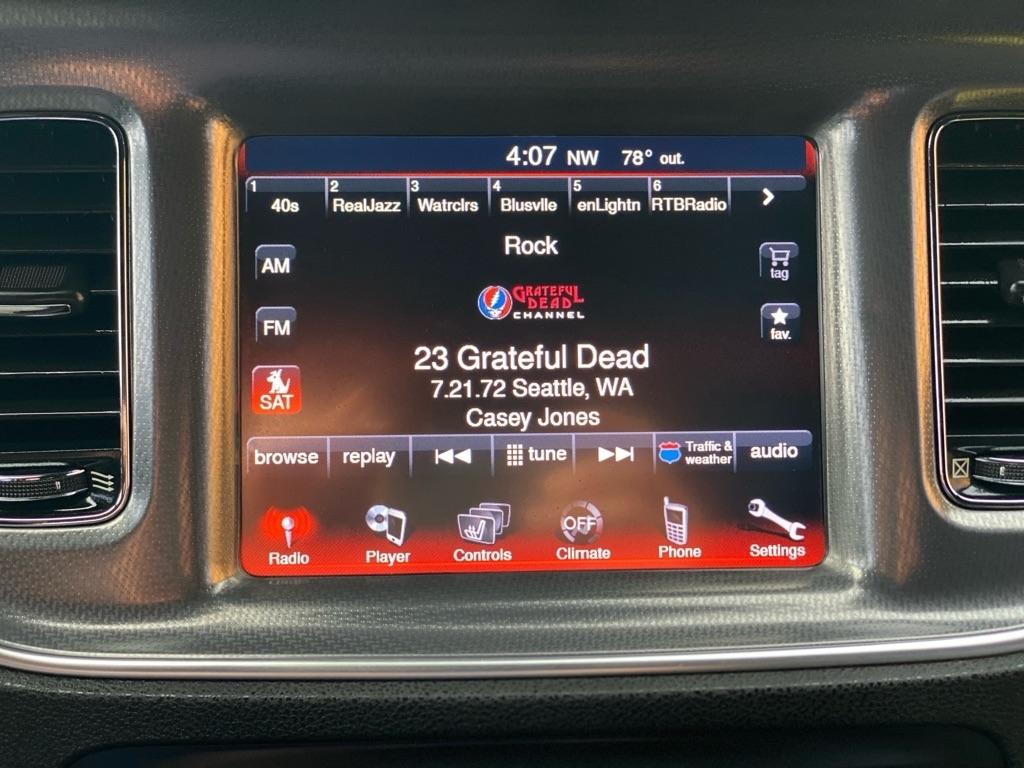 4:07 NW 78° out.
1 40s
2 RealJazz
3 Watrclrs
4 Blusvlle
5 enLightn
6 RTBRadio
Rock
AM
tag
GRATEFUL
DEAD
CHANNEL
FM
fav.
23 Grateful Dead
7.21.72 Seattle, WA
SAT
Casey Jones
browse replay tune Traffic & weather audio
OFF
Radio Player Controls Climate Phone Settings